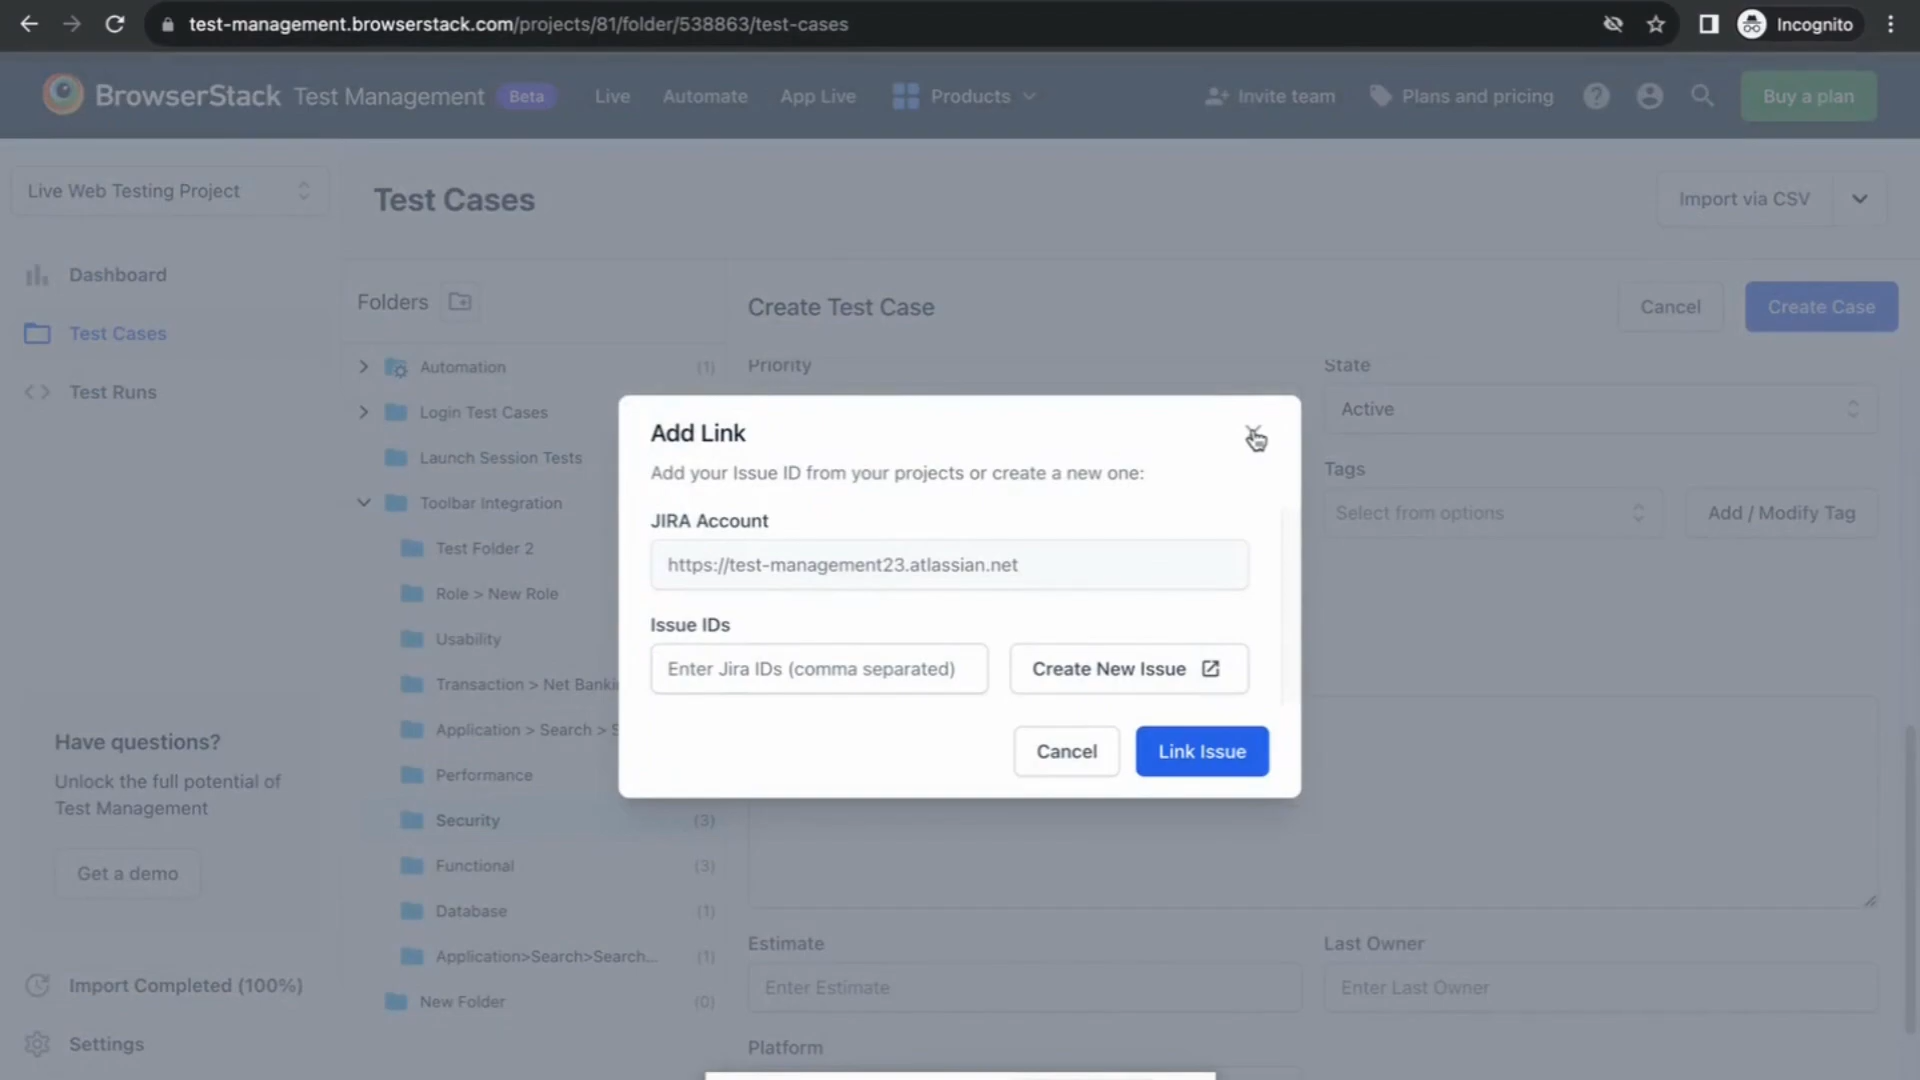 test-management.browserstack.com/projects/81/folder/538863/test-cases
Incognito
BrowserStack Test Management Beta Live Automate App Live Products Invite team Plans and pricing Buy a plan
Live Web Testing Project
Test Cases
Import via CSV
Dashboard
Test Cases
Test Runs
Folders
Create Test Case
Cancel
Create Case
Automation (1)
Login Test Cases
Launch Session Tests
Toolbar Integration
Test Folder 2
Role > New Role
Usability
Transaction > Net Banki
Application > Search > S
Performance
Security (3)
Functional (3)
Database (1)
Application>Search>Search... (1)
New Folder (0)
Priority
State
Active
Tags
Select from options
Add / Modify Tag
Add Link
Add your Issue ID from your projects or create a new one:
JIRA Account
https://test-management23.atlassian.net
Issue IDs
Enter Jira IDs (comma separated)
Create New Issue
Cancel
Link Issue
Estimate
Enter Estimate
Last Owner
Enter Last Owner
Platform
Have questions?
Unlock the full potential of
Test Management
Get a demo
Import Completed (100%)
Settings